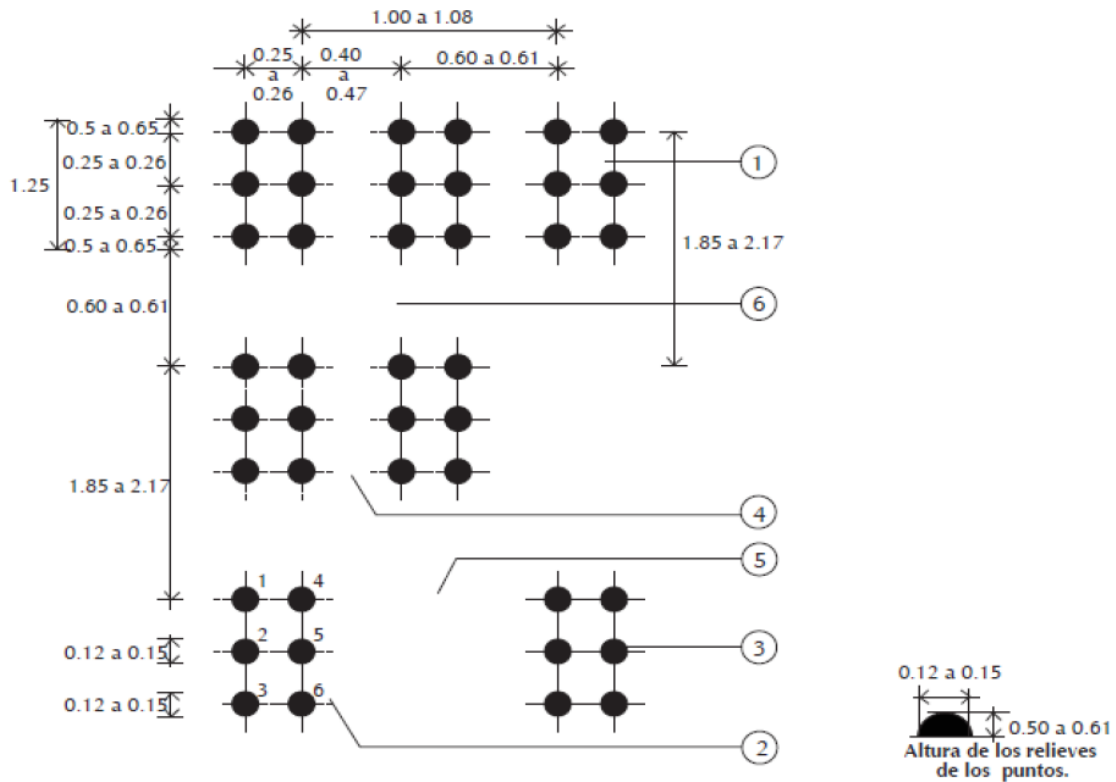 1.00 a 1.08
0.25
a
0.26
0.40
a
0.47
0.60 a 0.61
0.5 a 0.65
0.25 a 0.26
1.25
0.25 a 0.26
0.5 a 0.65
1
1.85 a 2.17
0.60 a 0.61
6
1.85 a 2.17
4
5
1 4
2 5
3 6
0.12 a 0.15
0.12 a 0.15
3
2
0.12 a 0.15
0.50 a 0.61
Altura de los relieves
de los puntos.